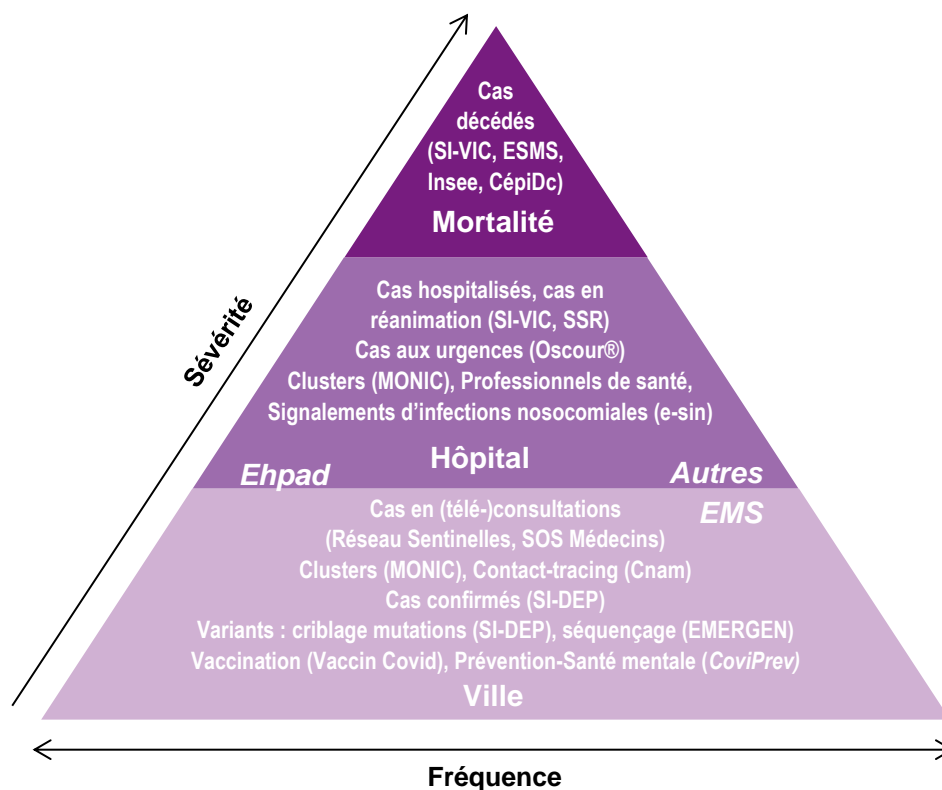 Cas
décédés
(SI-VIC, ESMS,
Insee, CépiDc)
Mortalité
Sévérité
Cas hospitalisés, cas en
réanimation (SI-VIC, SSR)
Cas aux urgences (Oscour®)
Clusters (MONIC), Professionnels de santé,
Signalements d’infections nosocomiales (e-sin)
Hôpital
Ehpad
Autres
EMS
Cas en (télé-)consultations
(Réseau Sentinelles, SOS Médecins)
Clusters (MONIC), Contact-tracing (Cnam)
Cas confirmés (SI-DEP)
Variants : criblage mutations (SI-DEP), séquençage (EMERGEN)
Vaccination (Vaccin Covid), Prévention-Santé mentale (CoviPrev)
Ville
Fréquence